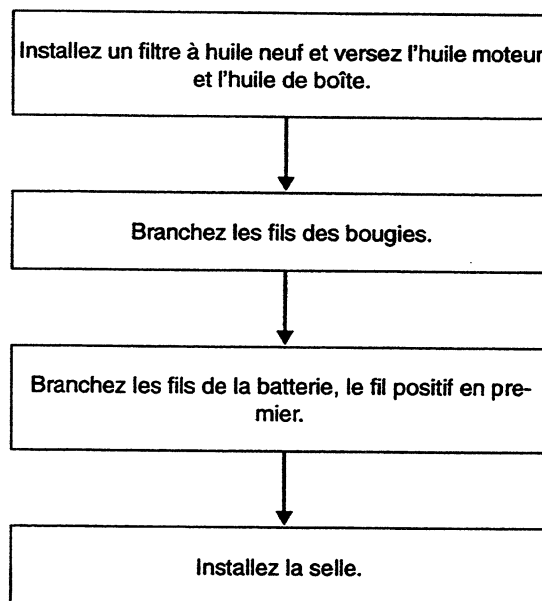 Installez un filtre à huile neuf et versez l'huile moteur
et l'huile de boîte.
Branchez les fils des bougies.
Branchez les fils de la batterie, le fil positif en pre-
mier.
Installez la selle.